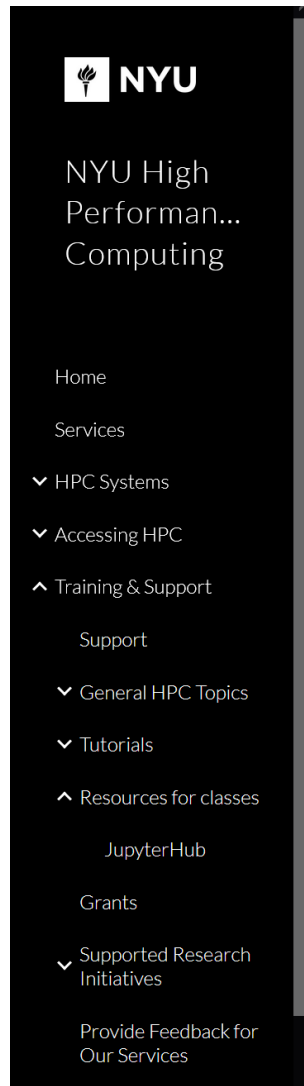 NYU
NYU High
Performan...
Computing
Home
Services
HPC Systems
Accessing HPC
Training & Support
Support
General HPC Topics
Tutorials
Resources for classes
JupyterHub
Grants
Supported Research
Initiatives
Provide Feedback for
Our Services